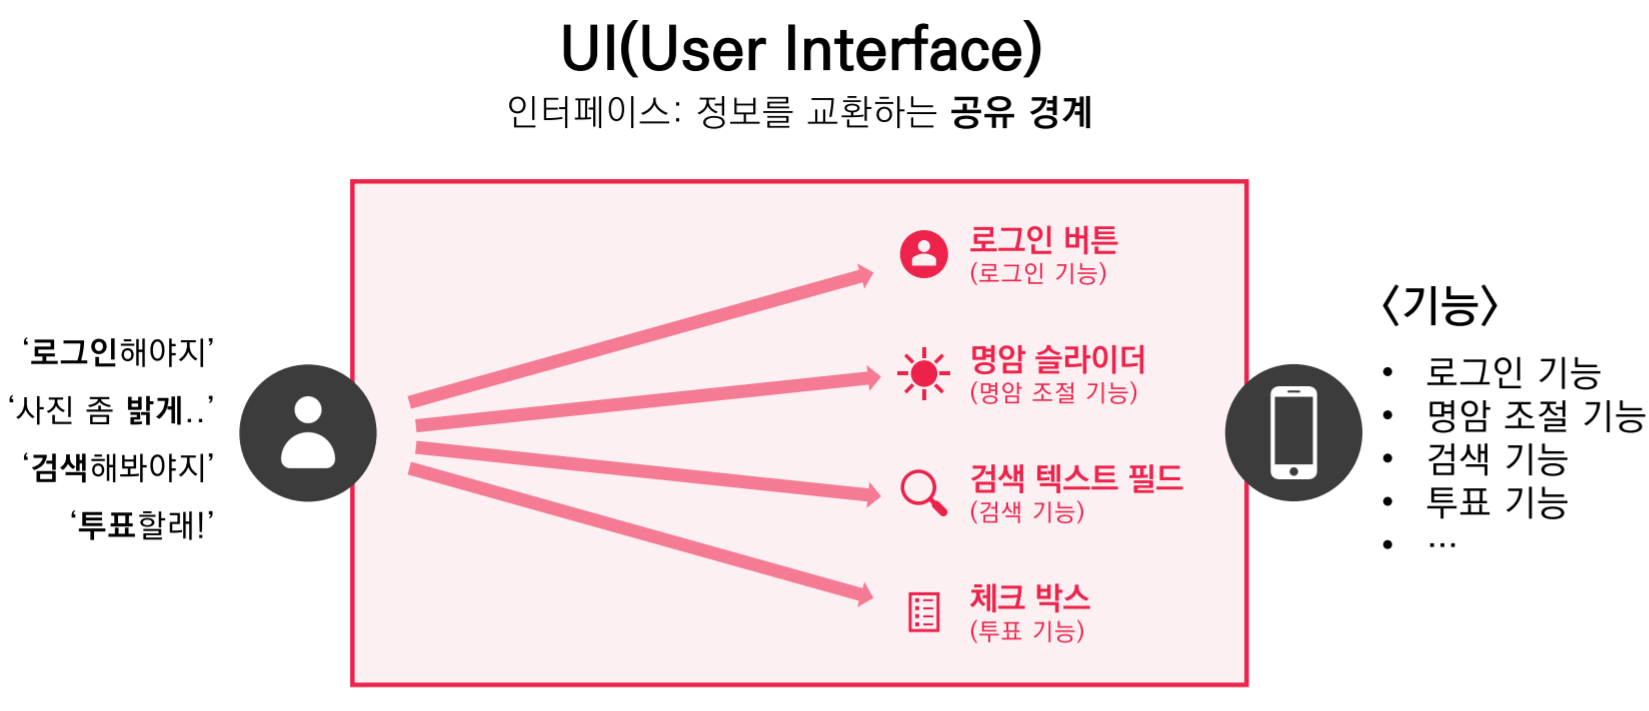 UI(User Interface)
인터페이스: 정보를 교환하는 공유 경계
‘로그인해야지’
‘사진 좀 밝게..’
‘검색해봐야지’
‘투표할래!’
로그인 버튼
(로그인 기능)
명암 슬라이더
(명암 조절 기능)
검색 텍스트 필드
(검색 기능)
체크 박스
(투표 기능)
〈기능〉
• 로그인 기능
• 명암 조절 기능
• 검색 기능
• 투표 기능
• ...